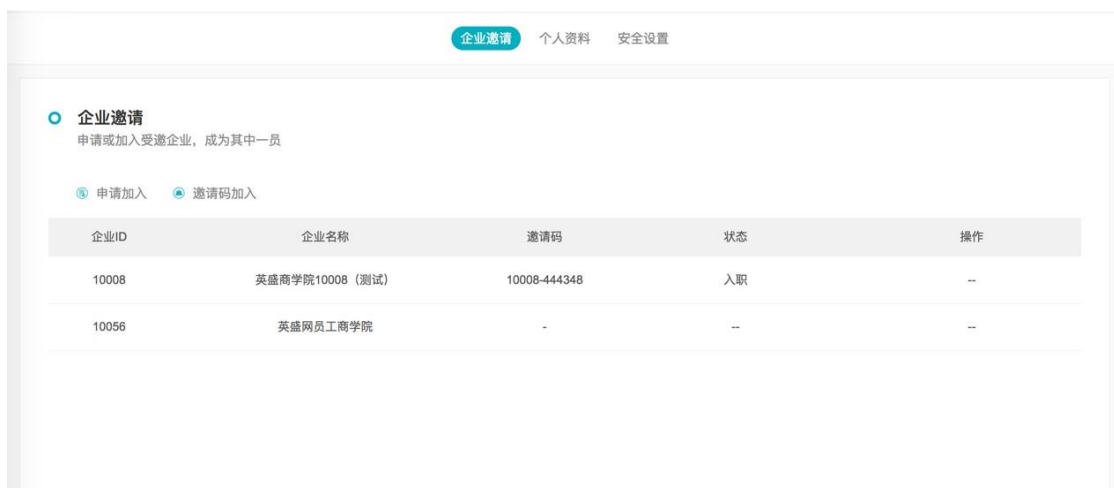 企业邀请 个人资料 安全设置
企业邀请
申请或加入受邀企业，成为其中一员
申请加入 邀请码加入
企业ID 企业名称 邀请码 状态 操作
10008 英盛商学院10008（测试） 10008-444348 入职 --
10056 英盛网员工商学院 - -- --